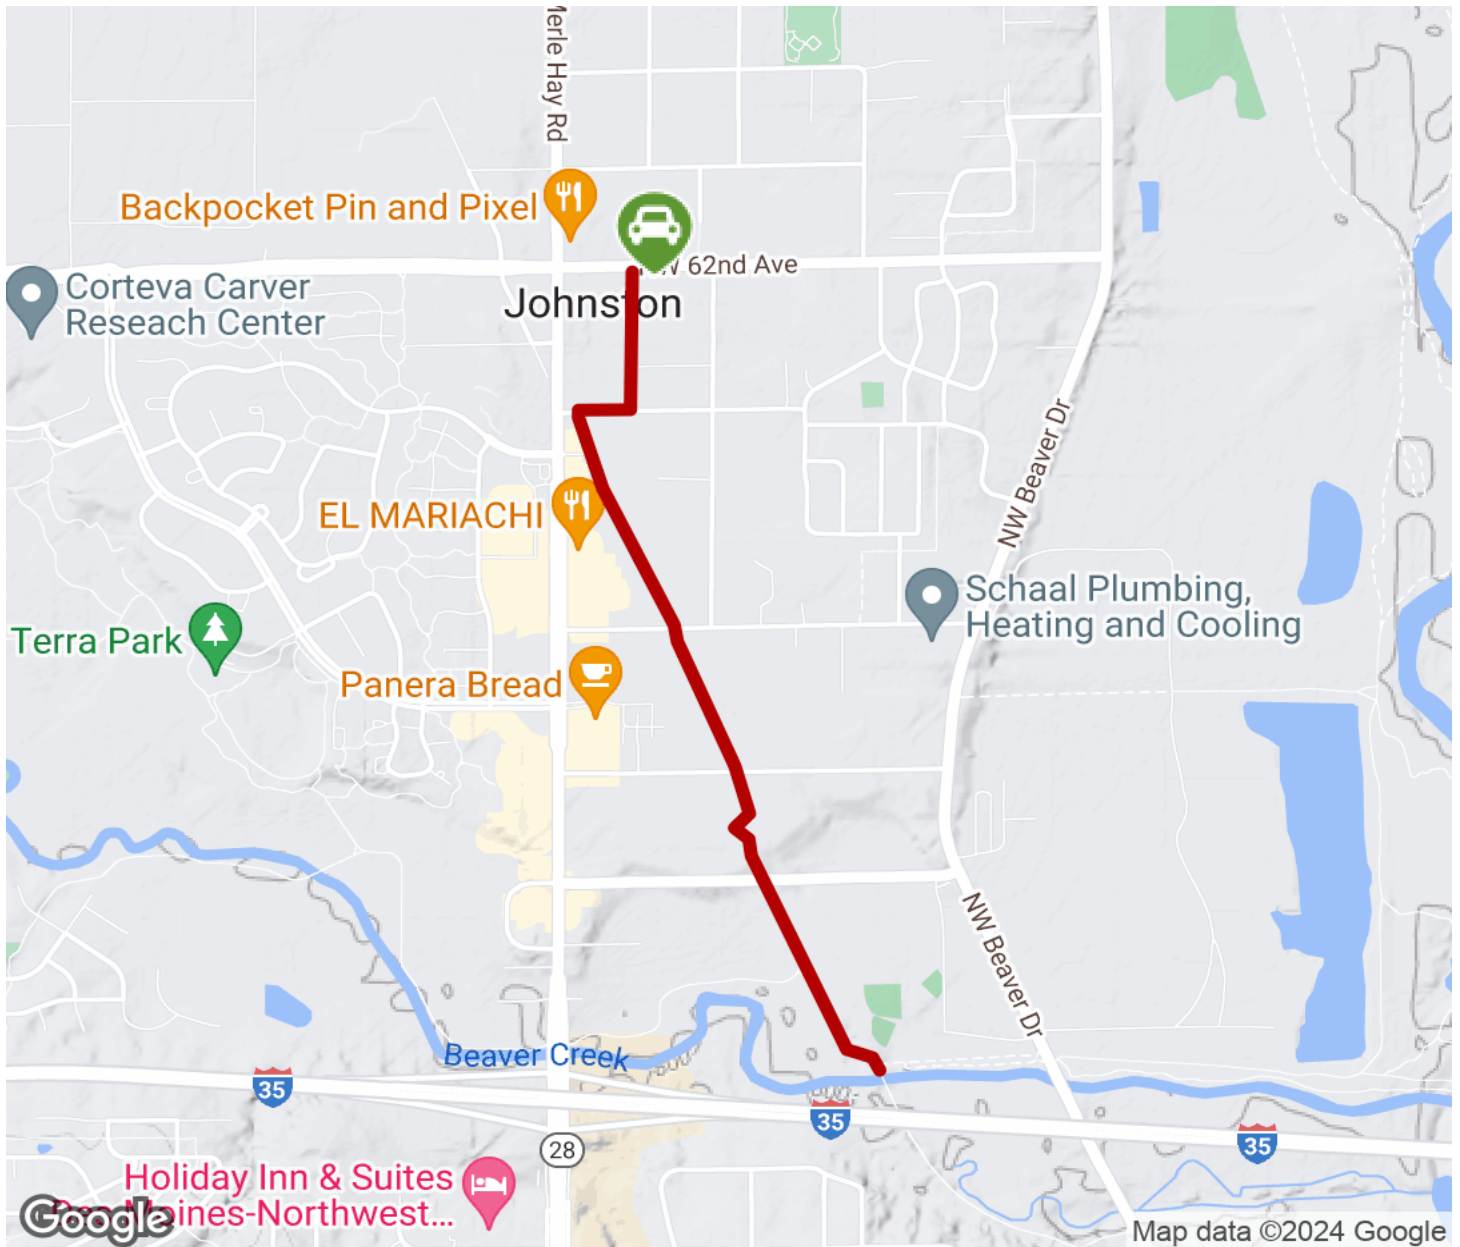 Merle Hay Rd
Backpocket Pin and Pixel
62nd Ave
Corteva Carver
Reseach Center
Johnston
NW Beaver Dr
EL MARIACHI
Schaal Plumbing,
Heating and Cooling
Terra Park
Panera Bread
NW Beaver Dr
Beaver Creek
35
35
35
28
Holiday Inn & Suites
Moines-Northwest...
Google
Map data ©2024 Google